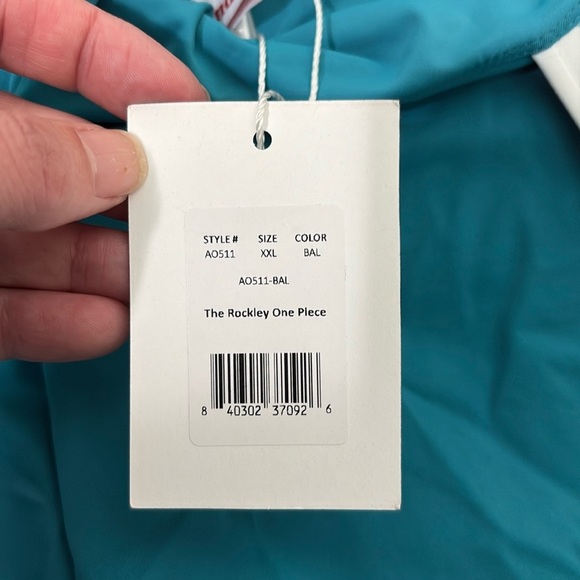 STYLE # SIZE COLOR
AO511 XXL BAL
AO511-BAL
The Rockley One Piece
8 40302 37092 6